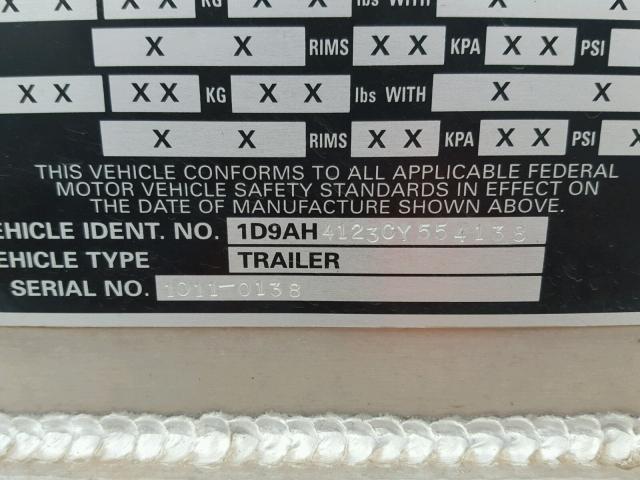 X X X X KG X X lbs WITH X X
X X RIMS X X KPA X X PSI
X X X X KG X X lbs WITH X X
X X RIMS X X KPA X X PSI
THIS VEHICLE CONFORMS TO ALL APPLICABLE FEDERAL
MOTOR VEHICLE SAFETY STANDARDS IN EFFECT ON
THE DATE OF MANUFACTURE SHOWN ABOVE.
EHICLE IDENT. NO. 1D9AH4123CY554138
EHICLE TYPE TRAILER
SERIAL NO. 1011-0138